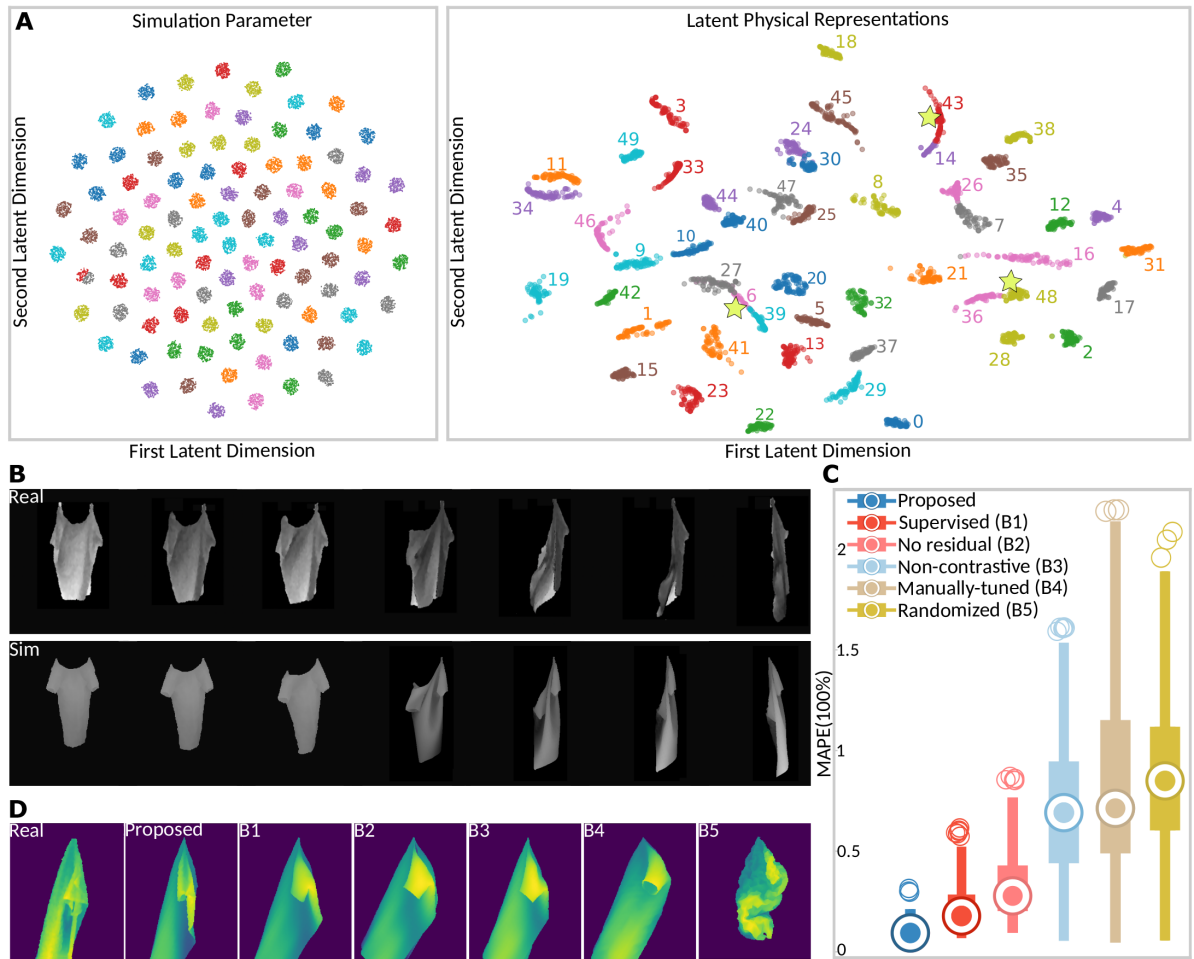 A
Simulation Parameter
Latent Physical Representations
Second Latent Dimension
Second Latent Dimension
18
3
45
43
49
24
38
30
14
11
33
35
34
8
26
47
44
12
4
46
25
7
40
10
9
16
31
27
20
21
19
42
6
32
48
17
1
39
5
36
41
13
37
28
2
15
23
29
22
0
First Latent Dimension
First Latent Dimension
B
C
Real
Sim
D
Real
Proposed
B1
B2
B3
B4
B5
Proposed
Supervised (B1)
No residual (B2)
Non-contrastive (B3)
Manually-tuned (B4)
Randomized (B5)
MAPE(100%)
2
1.5
1
0.5
0